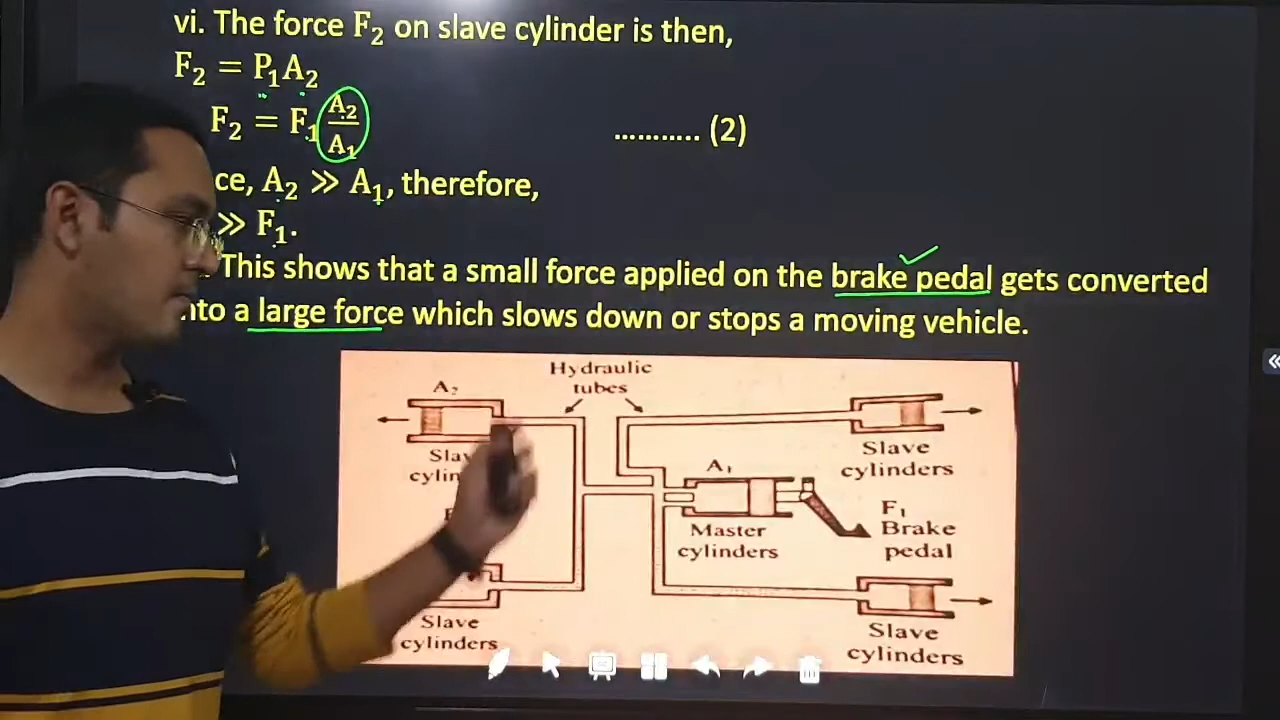 vi. The force F₂ on slave cylinder is then,
F₂ = P₁A₂
F₂ = F₁ A₂/A₁ ........... (2)
A₂ ≫ A₁, therefore,
≫ F₁.
This shows that a small force applied on the brake pedal gets converted
a large force which slows down or stops a moving vehicle.
Hydraulic
tubes
A₂
Slave
cylinders
A₁
Master
cylinders
F₁
Brake
pedal
Slave
cylinders
Slave
cylinders